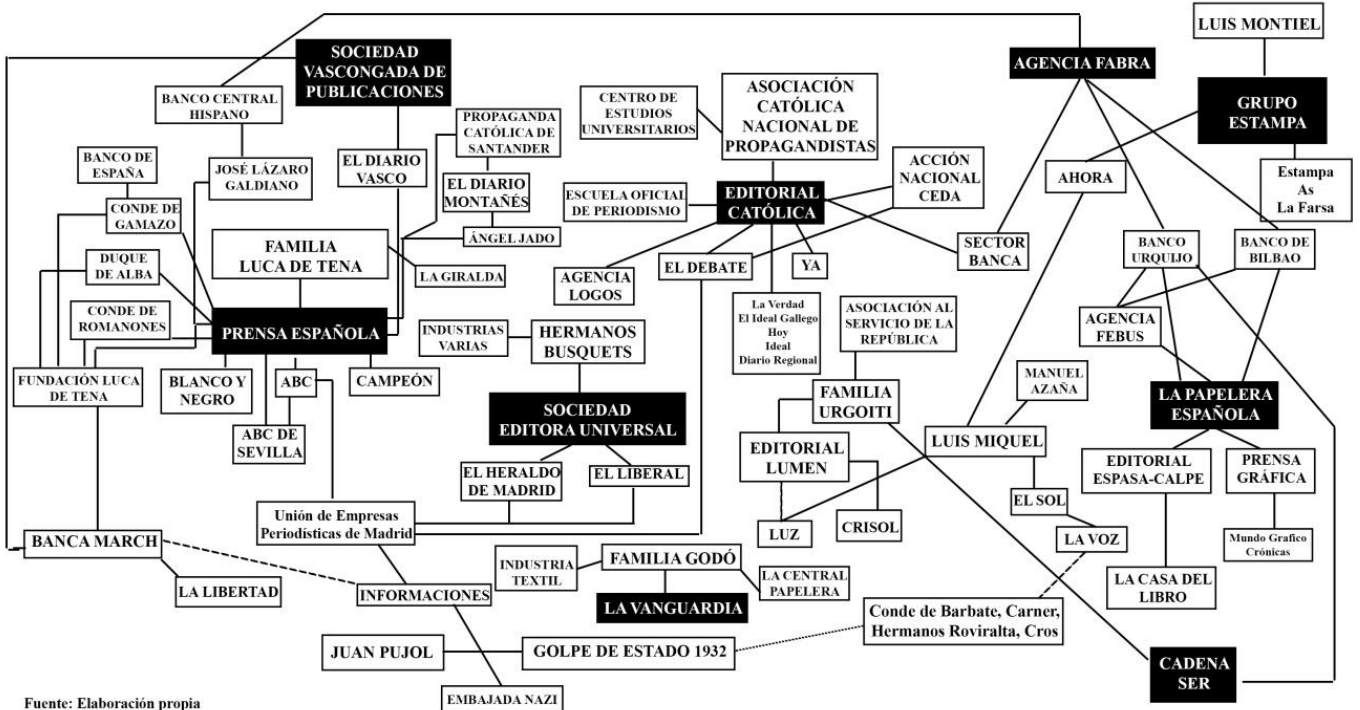 LUIS MONTIEL
SOCIEDAD
VASCONGADA DE
PUBLICACIONES
AGENCIA FABRA
BANCO CENTRAL
HISPANO
CENTRO DE
ESTUDIOS
UNIVERSITARIOS
ASOCIACIÓN
CATÓLICA
NACIONAL DE
PROPAGANDISTAS
GRUPO
ESTAMPA
PROPAGANDA
CATÓLICA DE
SANTANDER
BANCO DE
ESPAÑA
JOSÉ LÁZARO
GALDIANO
EL DIARIO
VASCO
EL DIARIO
MONTAÑÉS
ACCIÓN
NACIONAL
CEDA
AHORA
Estampa
As
La Farsa
CONDE DE
GAMAZO
ESCUELA OFICIAL
DE PERIODISMO
EDITORIAL
CATÓLICA
ÁNGEL JADO
FAMILIA
LUCA DE TENA
DUQUE
DE ALBA
LA GIRALDA
AGENCIA
LOGOS
EL DEBATE
YA
SECTOR
BANCA
BANCO
URQUIJO
BANCO DE
BILBAO
CONDE DE
ROMANONES
PRENSA ESPAÑOLA
INDUSTRIAS
VARIAS
HERMANOS
BUSQUETS
La Verdad
El Ideal Gallego
Hoy
Ideal
Diario Regional
ASOCIACIÓN AL
SERVICIO DE LA
REPÚBLICA
AGENCIA
FEBUS
FUNDACIÓN LUCA
DE TENA
BLANCO Y
NEGRO
ABC
CAMPEÓN
MANUEL
AZAÑA
FAMILIA
URGOITI
LA PAPELERA
ESPAÑOLA
ABC DE
SEVILLA
SOCIEDAD
EDITORA UNIVERSAL
EDITORIAL
LUMEN
LUIS MIQUEL
EDITORIAL
ESPASA-CALPE
PRENSA
GRÁFICA
EL HERALDO
DE MADRID
EL LIBERAL
EL SOL
Unión de Empresas
Periodísticas de Madrid
LUZ
CRISOL
LA VOZ
Mundo Grafico
Crónicas
BANCA MARCH
INDUSTRIA
TEXTIL
FAMILIA GODÓ
LA CENTRAL
PAPELERA
LA CASA DEL
LIBRO
LA LIBERTAD
INFORMACIONES
LA VANGUARDIA
Conde de Barbate, Carner,
Hermanos Roviralta, Cros
JUAN PUJOL
GOLPE DE ESTADO 1932
CADENA
SER
EMBAJADA NAZI
Fuente: Elaboración propia